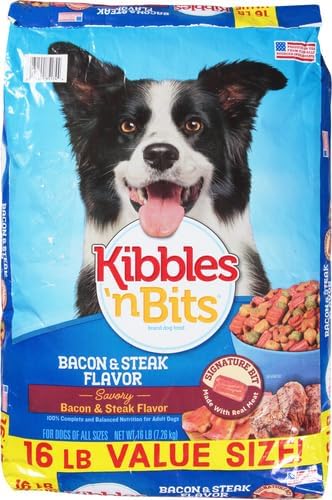 16 LB
VALUE SIZE!
Kibbles
'n Bits®
brand dog food
BACON & STEAK
FLAVOR
Savory
Bacon & Steak Flavor
100% Complete and Balanced Nutrition for Adult Dogs
FOR DOGS OF ALL SIZES NET WT. 16 LB (7.26 kg)
SIGNATURE BIT
Made With Real Meat
16 LB VALUE SIZE!
BACON & STEAK